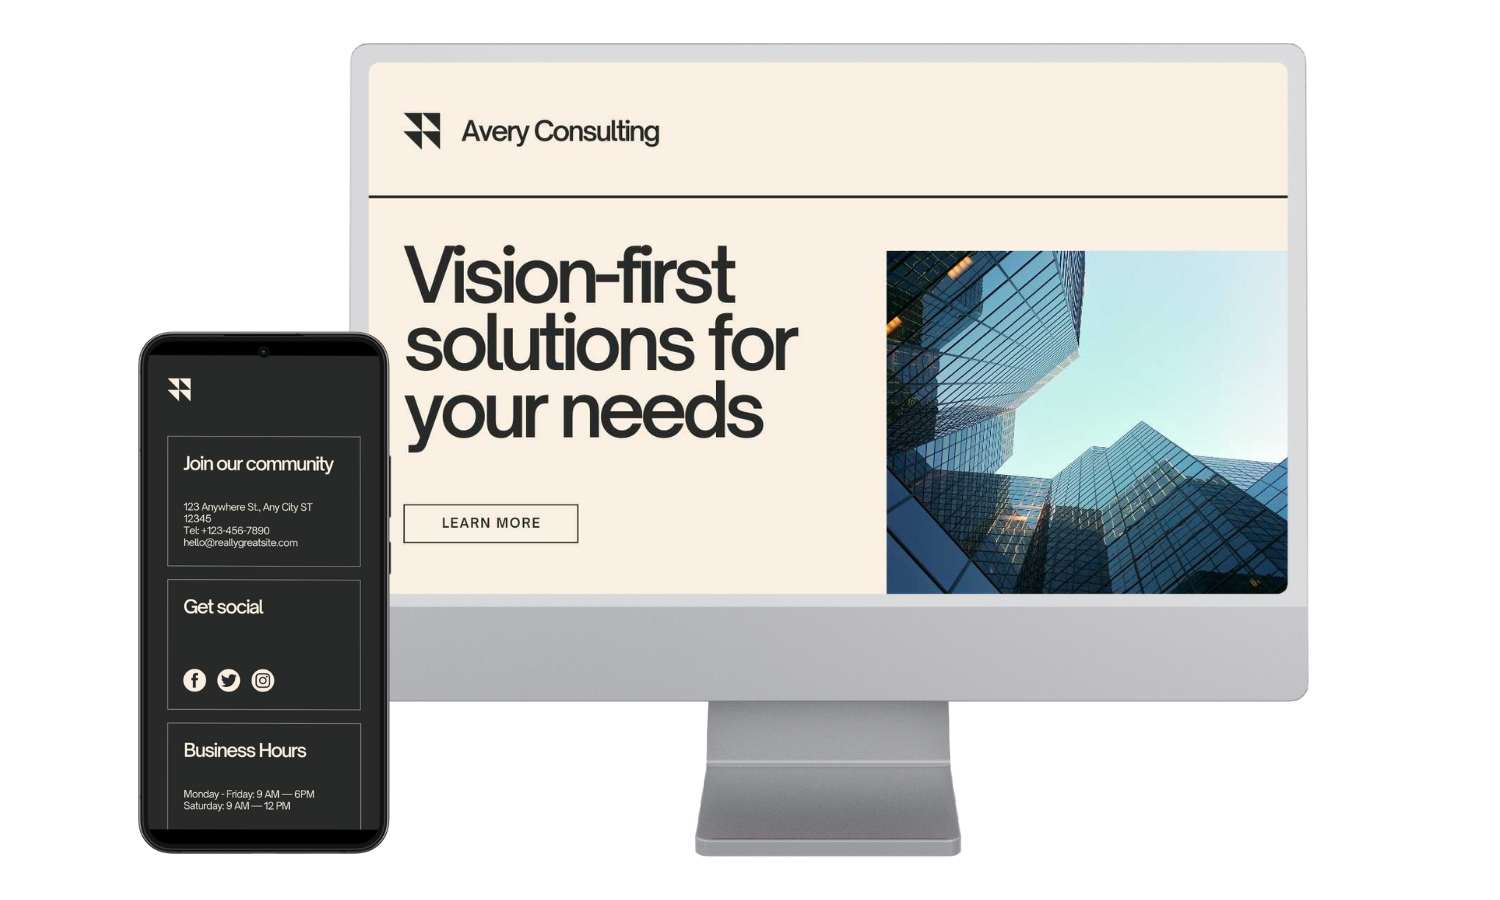 Avery Consulting
Vision-first
solutions for
your needs
LEARN MORE
Join our community
123 Anywhere St., Any City ST
12345
Tel: +123-456-7890
hello@reallygreatsite.com
Get social
Business Hours
Monday - Friday: 9 AM — 6PM
Saturday: 9 AM — 12 PM